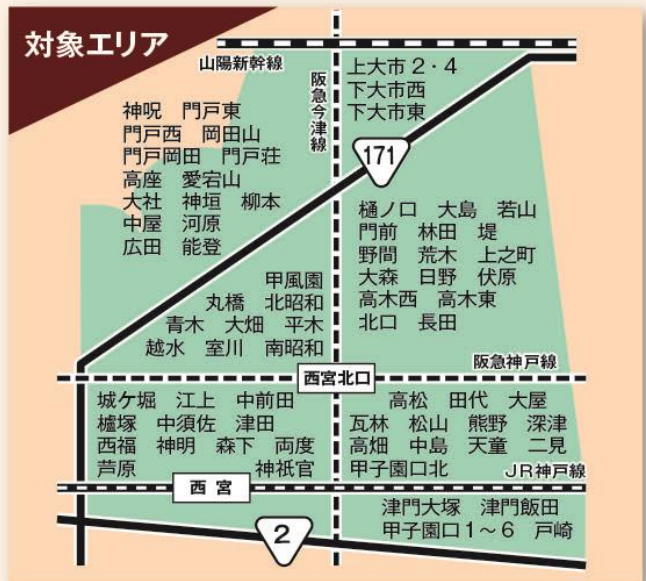 対象エリア
山陽新幹線
阪急今津線
上大市2・4
下大市西
下大市東
神呪 門戸東
門戸西 岡田山
門戸岡田 門戸荘
高座 愛宕山
大社 神垣 柳本
中屋 河原
広田 能登
171
樋ノ口 大島 若山
門前 林田 堤
野間 荒木 上之町
大森 日野 伏原
高木西 高木東
北口 長田
甲風園
丸橋 北昭和
青木 大畑 平木
越水 室川 南昭和
阪急神戸線
西宮北口
城ケ堀 江上 中前田
櫨塚 中須佐 津田
西福 神明 森下 両度
芦原 神祇官
高松 田代 大屋
瓦林 松山 熊野 深津
高畑 中島 天童 二見
甲子園口北
JR神戸線
西宮
津門大塚 津門飯田
甲子園口1～6 戸崎
2